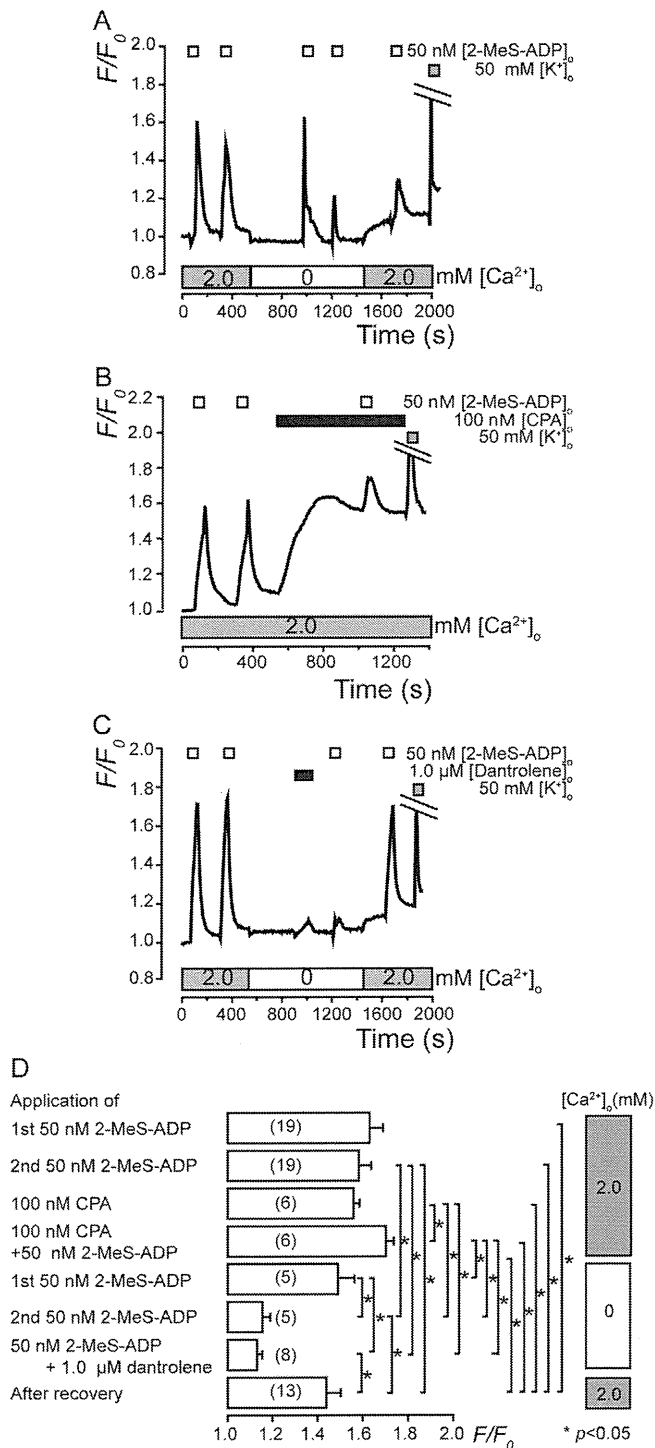 A
F/F0
2.0
1.8
1.6
1.4
1.2
1.0
0.8
50 nM [2-MeS-ADP]o
50 mM [K+]o
2.0 0 2.0 mM [Ca2+]o
0 400 800 1200 1600 2000
Time (s)
B
F/F0
2.2
2.0
1.8
1.6
1.4
1.2
1.0
50 nM [2-MeS-ADP]o
100 nM [CPA]o
50 mM [K+]o
2.0 mM [Ca2+]o
0 400 800 1200
Time (s)
C
F/F0
2.0
1.8
1.6
1.4
1.2
1.0
0.8
50 nM [2-MeS-ADP]o
1.0 µM [Dantrolene]o
50 mM [K+]o
2.0 0 2.0 mM [Ca2+]o
0 400 800 1200 1600 2000
Time (s)
D
Application of
[Ca2+]o(mM)
1st 50 nM 2-MeS-ADP (19)
2nd 50 nM 2-MeS-ADP (19)
100 nM CPA (6)
100 nM CPA
+50 nM 2-MeS-ADP (6)
1st 50 nM 2-MeS-ADP (5)
2nd 50 nM 2-MeS-ADP (5)
50 nM 2-MeS-ADP
+ 1.0 µM dantrolene (8)
After recovery (13)
2.0
0
2.0
1.0 1.2 1.4 1.6 1.8 2.0 F/F0
* p<0.05